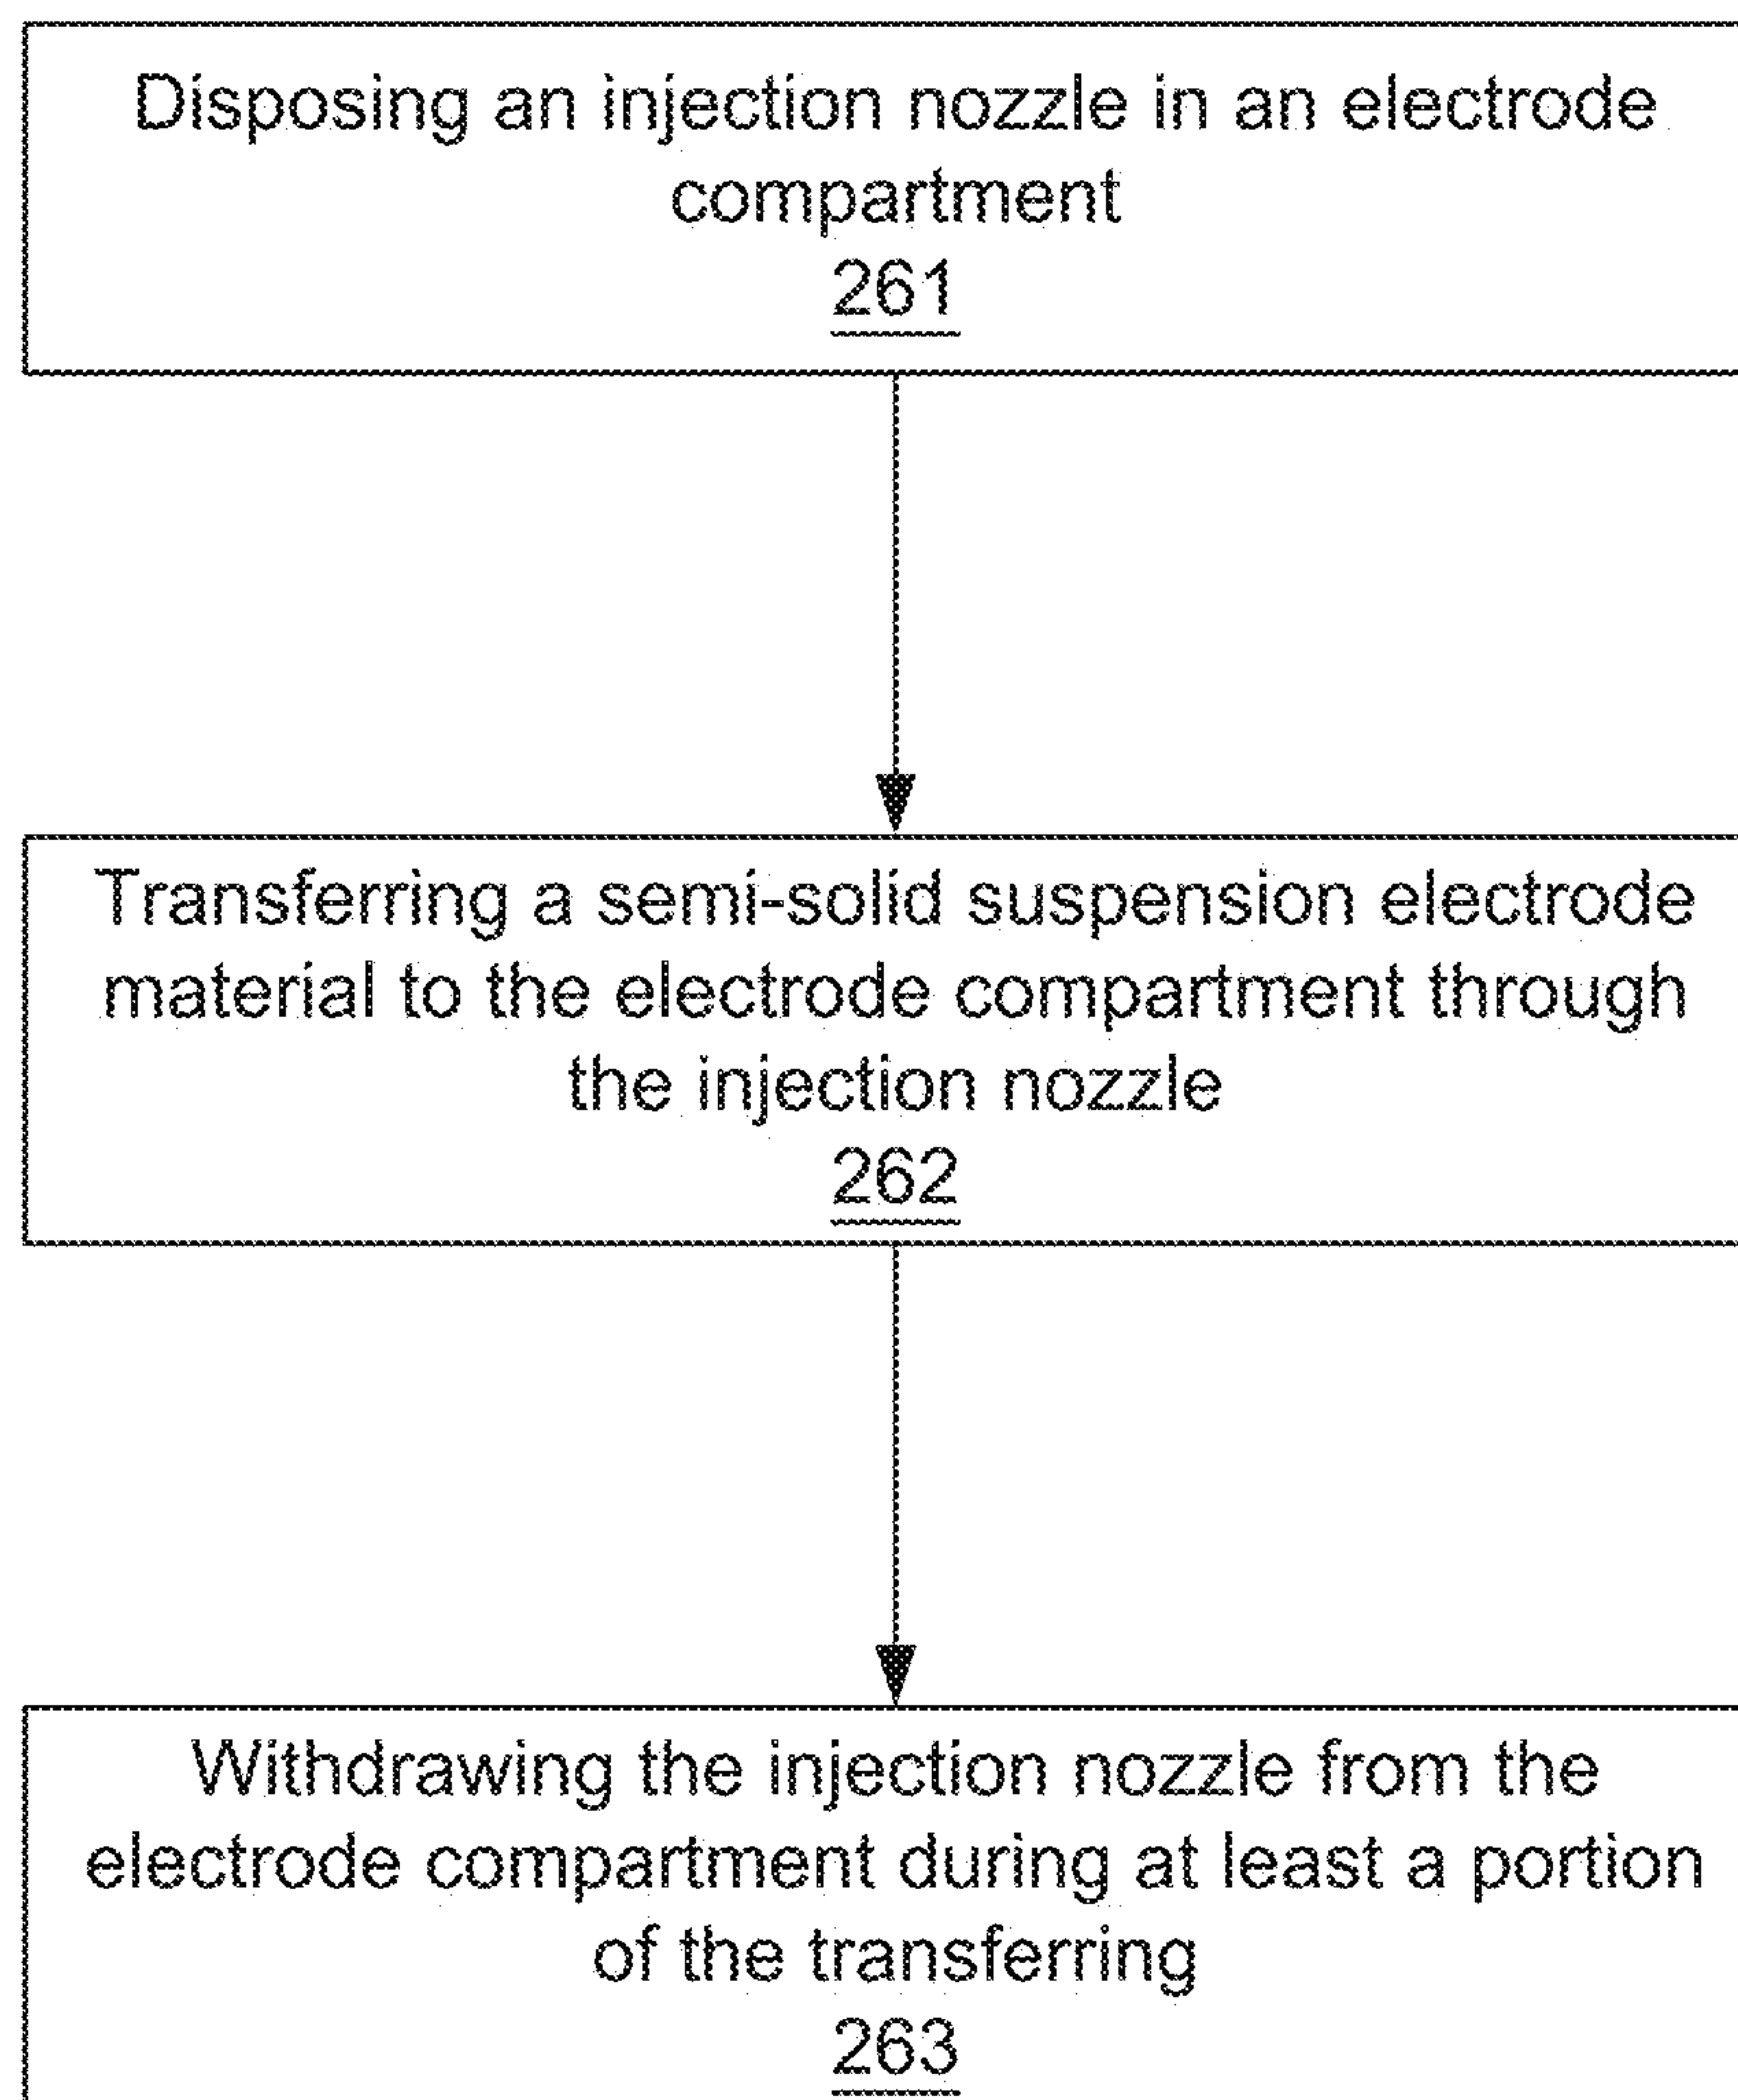 Disposing an injection nozzle in an electrode
compartment
261
Transferring a semi-solid suspension electrode
material to the electrode compartment through
the injection nozzle
262
Withdrawing the injection nozzle from the
electrode compartment during at least a portion
of the transferring
263